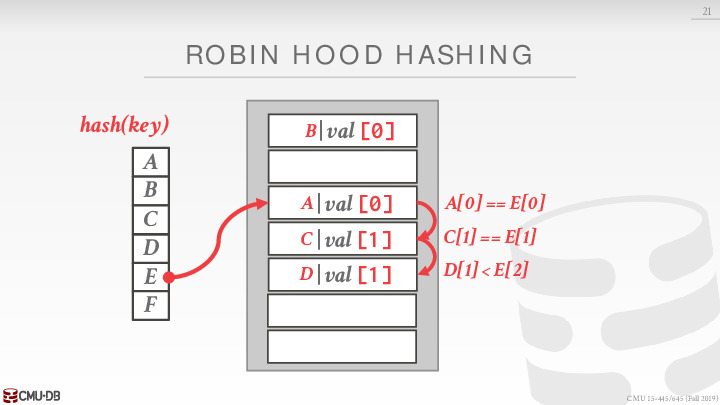 21
ROBIN HOOD HASHING
hash(key)
A
B
C
D
E
F
B|val [0]
A|val [0]
C|val [1]
D|val [1]
A[0] == E[0]
C[1] == E[1]
D[1] < E[2]
CMU·DB
CMU 15-445/645 (Fall 2019)